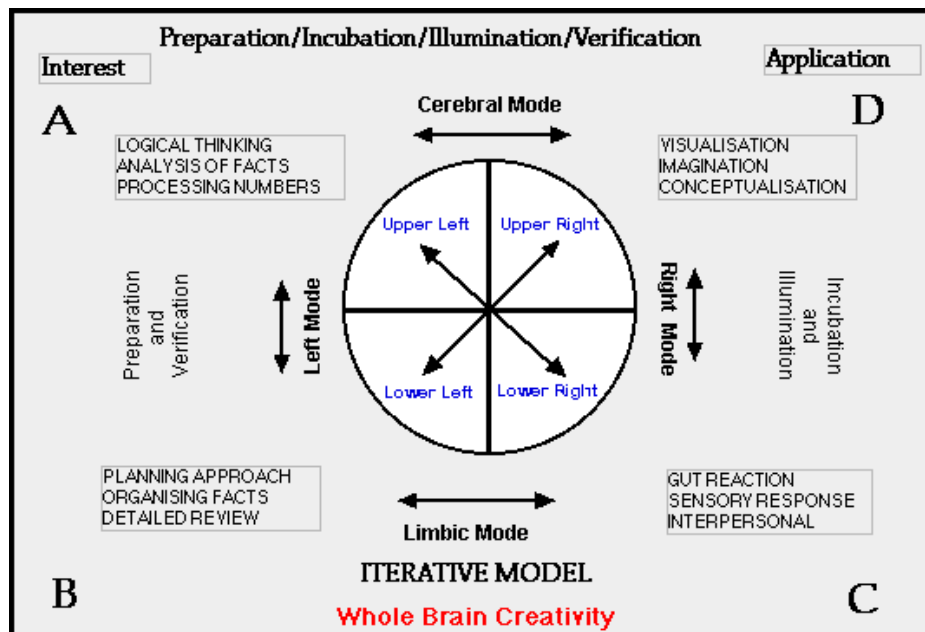 Preparation/Incubation/Illumination/Verification
Interest
Application
A
Cerebral Mode
D
LOGICAL THINKING
ANALYSIS OF FACTS
PROCESSING NUMBERS
VISUALISATION
IMAGINATION
CONCEPTUALISATION
Upper Left
Upper Right
Preparation
and
Verification
Left Mode
Right Mode
Incubation
and
Illumination
Lower Left
Lower Right
PLANNING APPROACH
ORGANISING FACTS
DETAILED REVIEW
GUT REACTION
SENSORY RESPONSE
INTERPERSONAL
Limbic Mode
ITERATIVE MODEL
B
Whole Brain Creativity
C